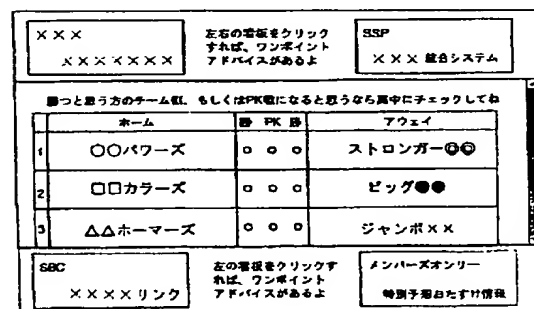 ×××
×××××××
左右の看板をクリック
すれば、ワンポイント
アドバイスがあるよ
SSP
×××総合システム
勝つと思う方のチーム側、もしくはPK戦になると思うなら真中にチェックしてね
ホーム 勝 PK 勝 アウェイ
1 〇〇パワーズ ○ ○ ○ ストロンガー◎◎
2 □□カラーズ ○ ○ ○ ビッグ●●
3 △△ホーマーズ ○ ○ ○ ジャンボ××
SBC
××××リンク
左の看板をクリックす
れば、ワンポイント
アドバイスがあるよ
メンバーズオンリー
特別予想おたすけ情報